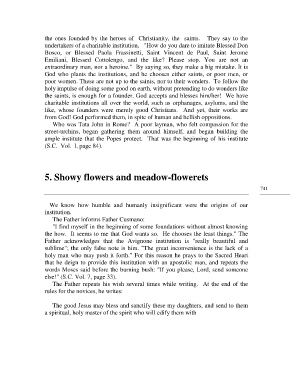 the ones founded by the heroes of Christianity, the saints. They say to the
undertakers of a charitable institution, "How do you dare to imitate Blessed Don
Bosco, or Blessed Paola Frassinetti, Saint Vincent de Paul, Saint Jerome
Emiliani, Blessed Cottolengo, and the like? Please stop. You are not an
extraordinary man, nor a heroine." By saying so, they make a big mistake. It is
God who plants the institutions, and he chooses either saints, or poor men, or
poor women. These are not up to the saints, nor to their wonders. To follow the
holy impulse of doing some good on earth, without pretending to do wonders like
the saints, is enough for a founder. God accepts and blesses him/her! We have
charitable institutions all over the world, such as orphanages, asylums, and the
like, whose founders were merely good Christians. And yet, their works are
from God! God performed them, in spite of human and hellish oppositions.
Who was Tata John in Rome? A poor layman, who felt compassion for the
street-urchins, began gathering them around himself, and began building the
ample institute that the Popes protect. That was the beginning of his institute
(S.C. Vol. 1, page 84).
5. Showy flowers and meadow-flowerets
741
We know how humble and humanly insignificant were the origins of our
institution.
The Father informs Father Cusmano:
"I find myself in the beginning of some foundations without almost knowing
the how. It seems to me that God wants so. He chooses the least things." The
Father acknowledges that the Avignone institution is "really beautiful and
sublime"; the only false note is him. "The great inconvenience is the lack of a
holy man who may push it forth." For this reason he prays to the Sacred Heart
that he deign to provide this institution with an apostolic man, and repeats the
words Moses said before the burning bush: "If you please, Lord, send someone
else!" (S.C. Vol. 7, page 33).
The Father repeats his wish several times while writing. At the end of the
rules for the novices, he writes:
The good Jesus may bless and sanctify these my daughters, and send to them
a spiritual, holy master of the spirit who will edify them with